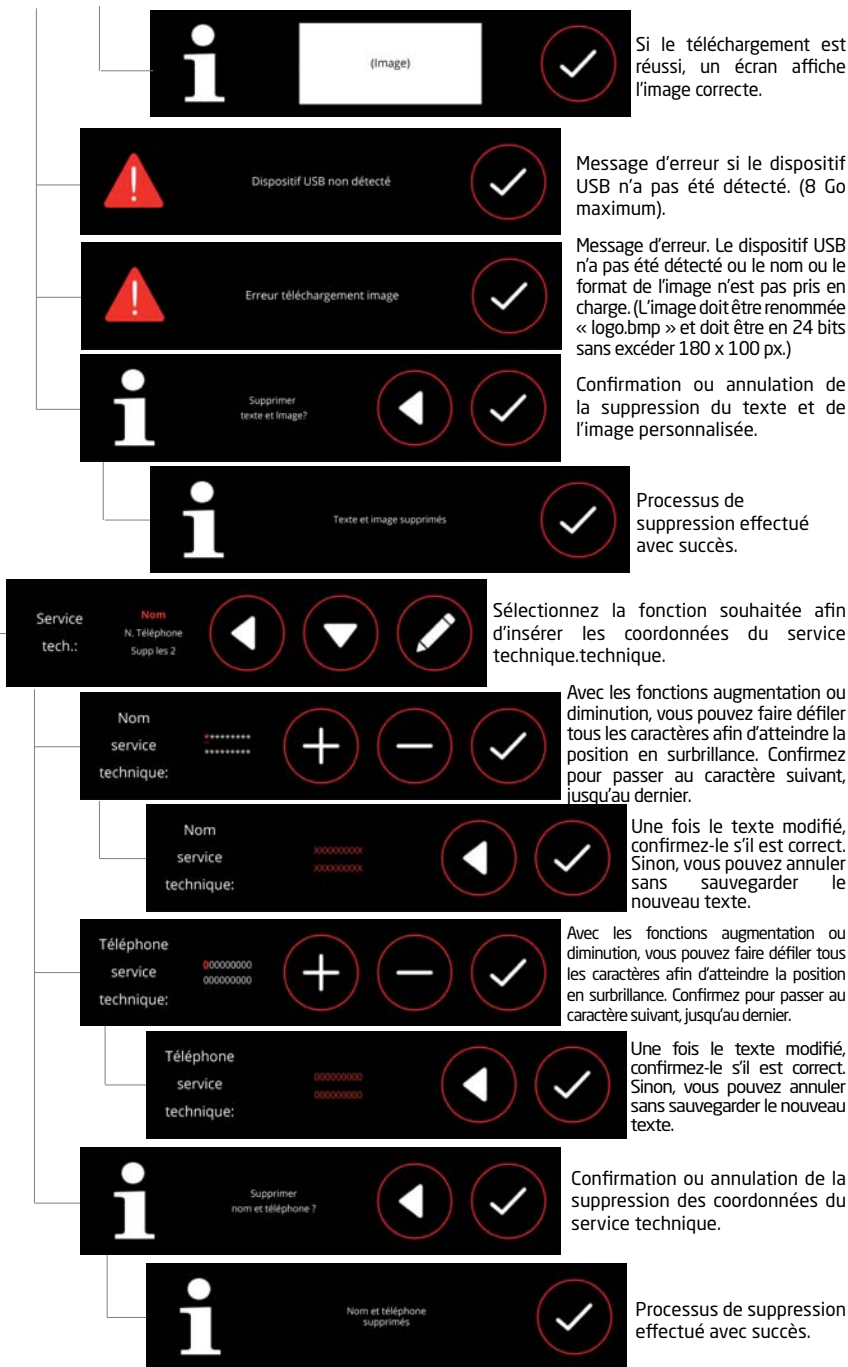 (Image)
Si le téléchargement est
réussi, un écran affiche
l'image correcte.
Dispositif USB non détecté
Message d'erreur si le dispositif
USB n'a pas été détecté. (8 Go
maximum).
Erreur téléchargement image
Message d'erreur. Le dispositif USB
n'a pas été détecté ou le nom ou le
format de l'image n'est pas pris en
charge. (L'image doit être renommée
« logo.bmp » et doit être en 24 bits
sans excéder 180 x 100 px.)
Supprimer
texte et Image?
Confirmation ou annulation de
la suppression du texte et de
l'image personnalisée.
Texte et image supprimés
Processus de
suppression effectué
avec succès.
Service
tech.:
Nom
N. Téléphone
Supp les 2
Sélectionnez la fonction souhaitée afin
d'insérer les coordonnées du service
technique.technique.
Nom
service
technique:
*********
*********
Avec les fonctions augmentation ou
diminution, vous pouvez faire défiler
tous les caractères afin d'atteindre la
position en surbrillance. Confirmez
pour passer au caractère suivant,
jusqu'au dernier.
Nom
service
technique:
XXXXXXXXX
XXXXXXXXX
Une fois le texte modifié,
confirmez-le s'il est correct.
Sinon, vous pouvez annuler
sans sauvegarder le
nouveau texte.
Téléphone
service
technique:
000000000
000000000
Avec les fonctions augmentation ou
diminution, vous pouvez faire défiler tous
les caractères afin d'atteindre la position
en surbrillance. Confirmez pour passer au
caractère suivant, jusqu'au dernier.
Téléphone
service
technique:
000000000
000000000
Une fois le texte modifié,
confirmez-le s'il est correct.
Sinon, vous pouvez annuler
sans sauvegarder le nouveau
texte.
Supprimer
nom et téléphone ?
Confirmation ou annulation de la
suppression des coordonnées du
service technique.
Nom et téléphone
supprimés
Processus de suppression
effectué avec succès.